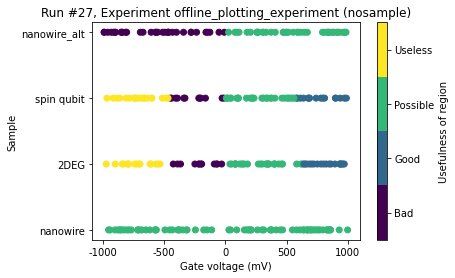 Run #27, Experiment offline_plotting_experiment (nosample)
nanowire_alt
spin qubit
2DEG
nanowire
Sample
-1000
-500
0
500
1000
Gate voltage (mV)
Useless
Possible
Good
Bad
Usefulness of region